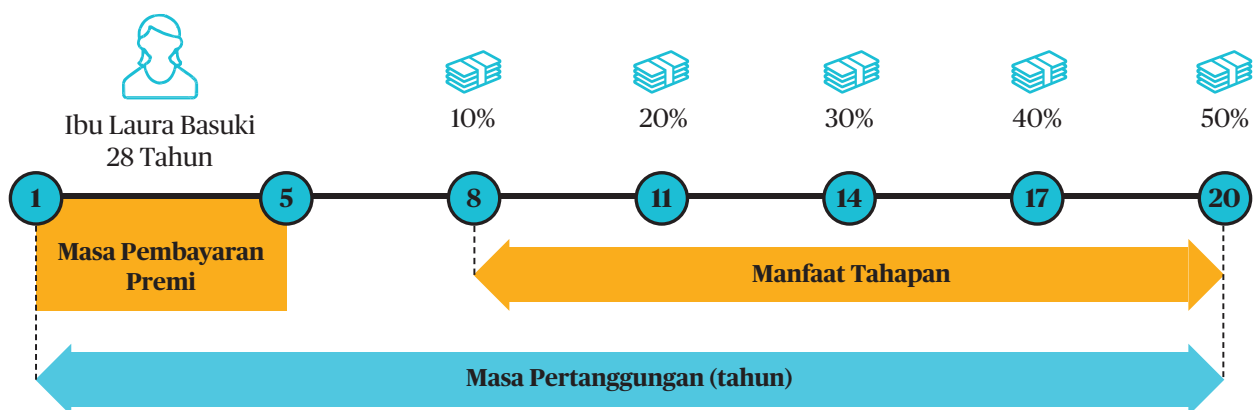 Ibu Laura Basuki
28 Tahun
10%
20%
30%
40%
50%
1
5
8
11
14
17
20
Masa Pembayaran
Premi
Manfaat Tahapan
Masa Pertanggungan (tahun)